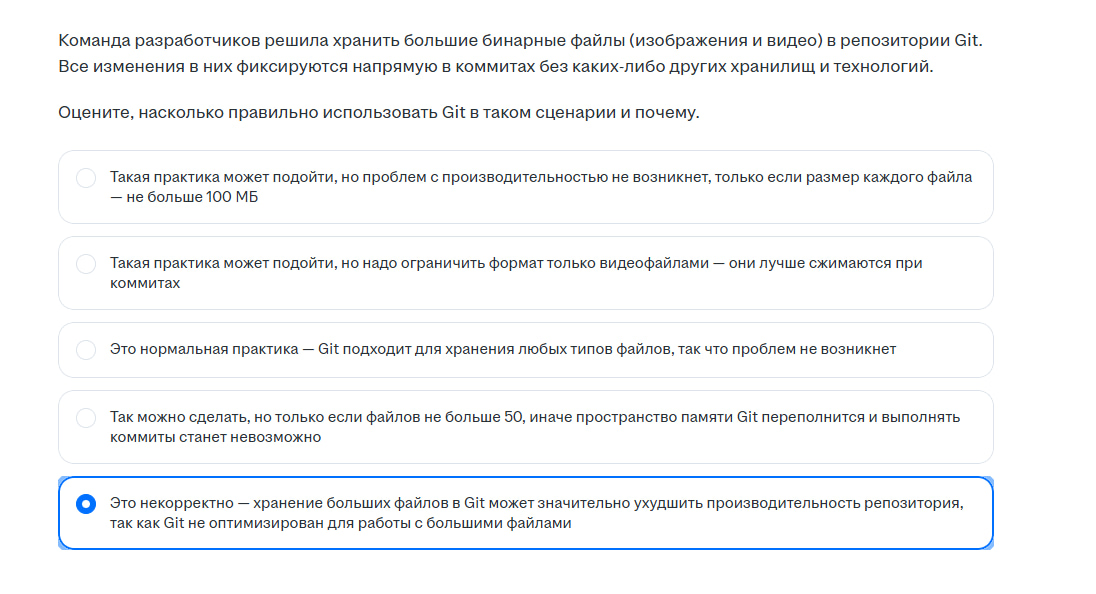 Команда разработчиков решила хранить большие бинарные файлы (изображения и видео) в репозитории Git.
Все изменения в них фиксируются напрямую в коммитах без каких-либо других хранилищ и технологий.
Оцените, насколько правильно использовать Git в таком сценарии и почему.
Такая практика может подойти, но проблем с производительностью не возникнет, только если размер каждого файла
— не больше 100 МБ
Такая практика может подойти, но надо ограничить формат только видеофайлами — они лучше сжимаются при
коммитах
Это нормальная практика — Git подходит для хранения любых типов файлов, так что проблем не возникнет
Так можно сделать, но только если файлов не больше 50, иначе пространство памяти Git переполнится и выполнять
коммиты станет невозможно
Это некорректно — хранение больших файлов в Git может значительно ухудшить производительность репозитория,
так как Git не оптимизирован для работы с большими файлами